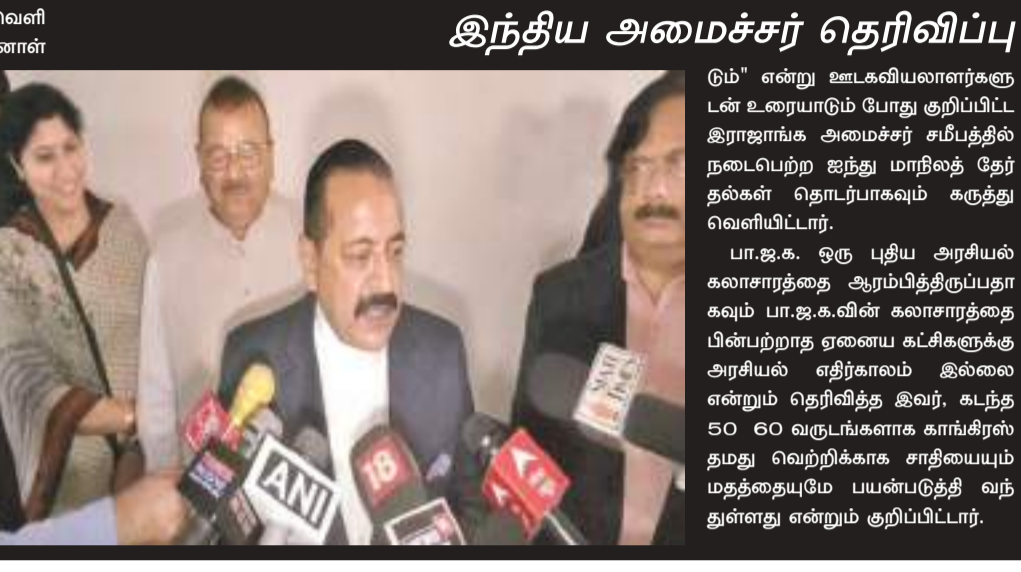 வெளி
னாள்
இந்திய அமைச்சர் தெரிவிப்பு
டும்" என்று ஊடகவியலாளர்களு
டன் உரையாடும் போது குறிப்பிட்ட
இராஜாங்க அமைச்சர் சமீபத்தில்
நடைபெற்ற ஐந்து மாநிலத் தேர்
தல்கள் தொடர்பாகவும் கருத்து
வெளியிட்டார்.
பா.ஜ.க. ஒரு புதிய அரசியல்
கலாசாரத்தை ஆரம்பித்திருப்பதா
கவும் பா.ஜ.க.வின் கலாசாரத்தை
பின்பற்றாத ஏனைய கட்சிகளுக்கு
அரசியல் எதிர்காலம் இல்லை
என்றும் தெரிவித்த இவர், கடந்த
50 60 வருடங்களாக காங்கிரஸ்
தமது வெற்றிக்காக சாதியையும்
மதத்தையுமே பயன்படுத்தி வந்
துள்ளது என்றும் குறிப்பிட்டார்.
ANI
18